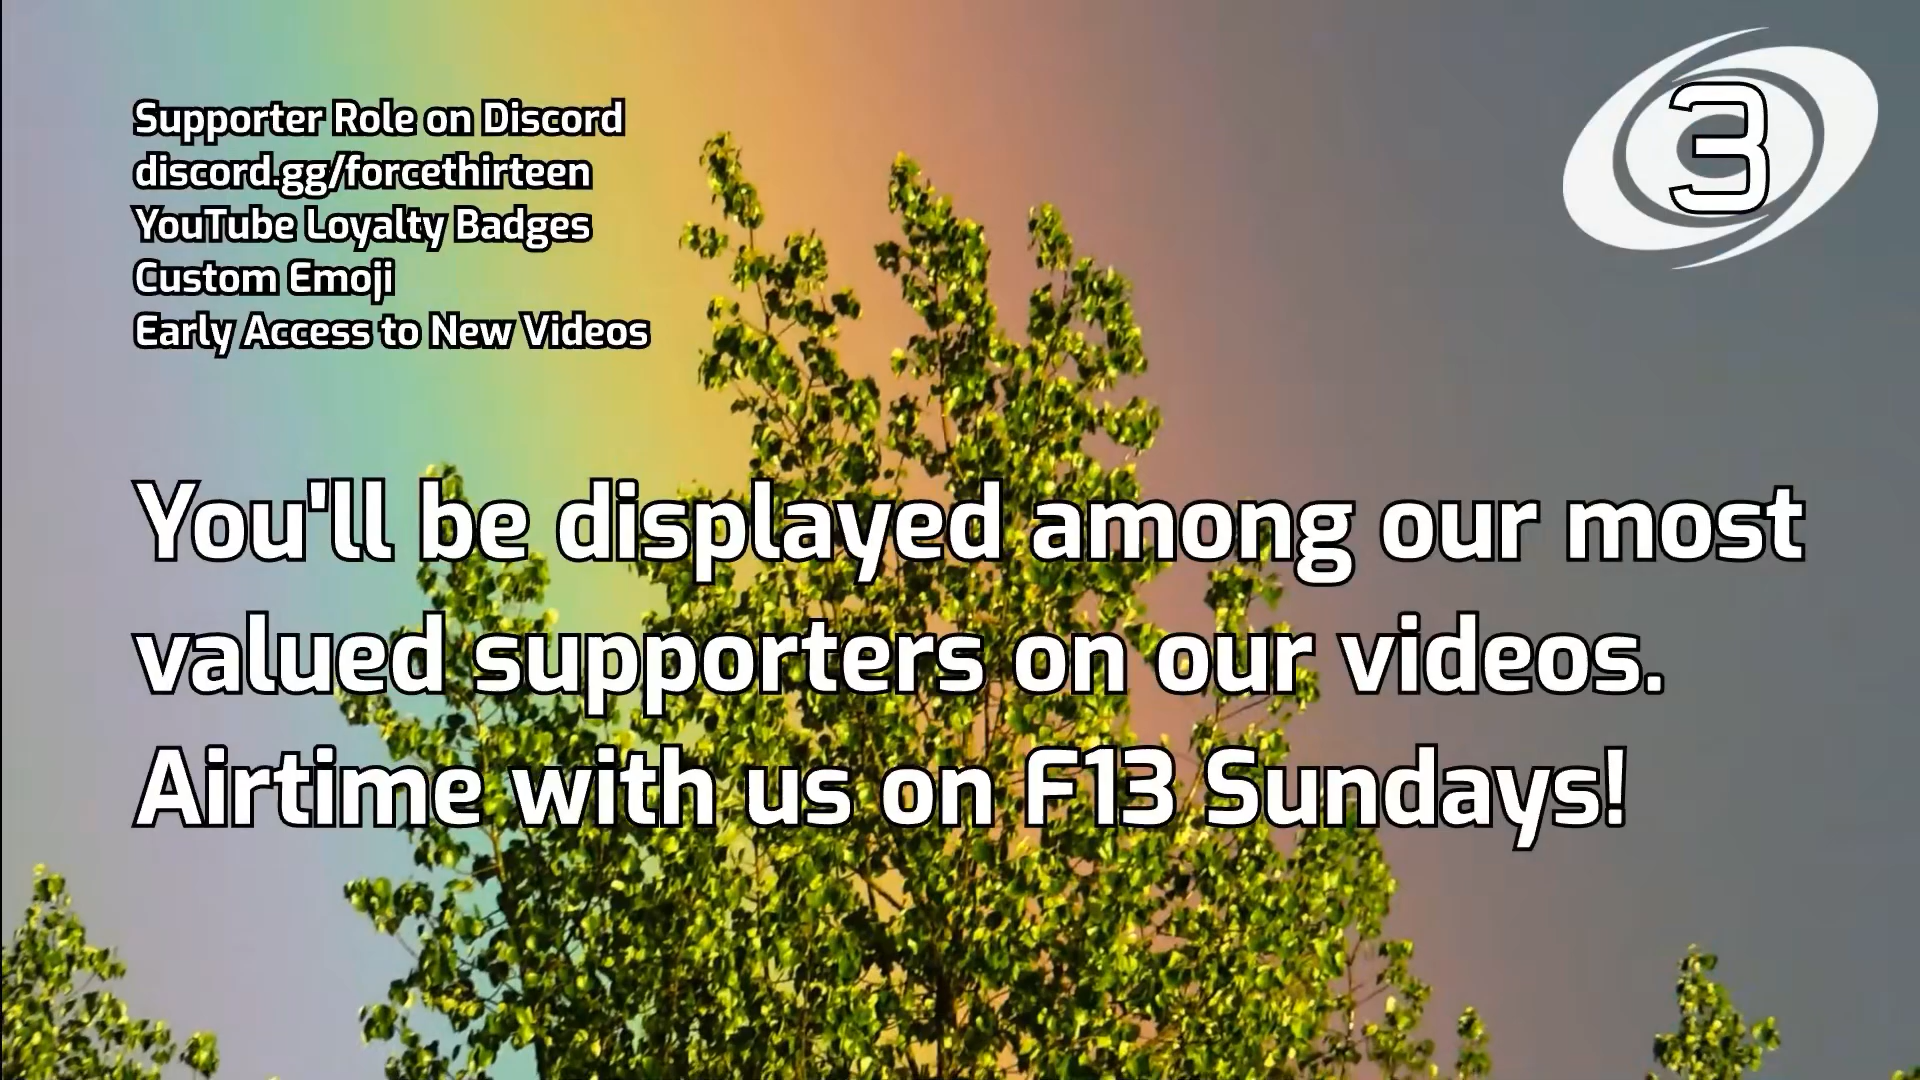 Supporter Role on Discord
discord.gg/forcethirteen
YouTube Loyalty Badges
Custom Emoji
Early Access to New Videos
3
You'll be displayed among our most
valued supporters on our videos.
Airtime with us on F13 Sundays!